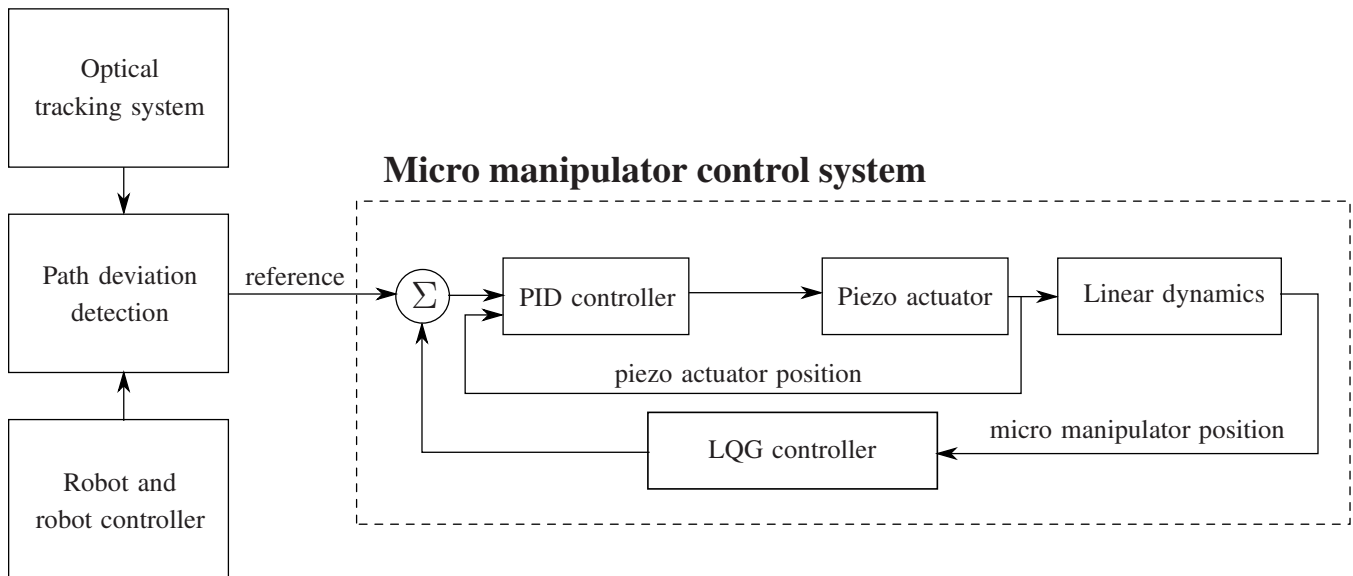 Optical
tracking system
Micro manipulator control system
Path deviation
detection
reference
Σ
PID controller
Piezo actuator
Linear dynamics
piezo actuator position
micro manipulator position
LQG controller
Robot and
robot controller